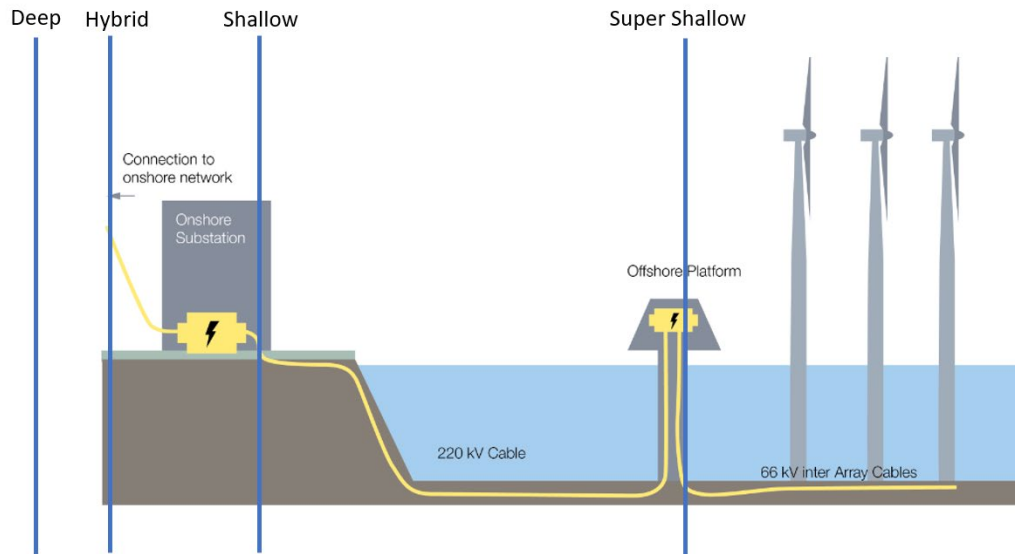 Deep
Hybrid
Shallow
Super Shallow
Connection to
onshore network
Onshore
Substation
Offshore Platform
220 kV Cable
66 kV inter Array Cables